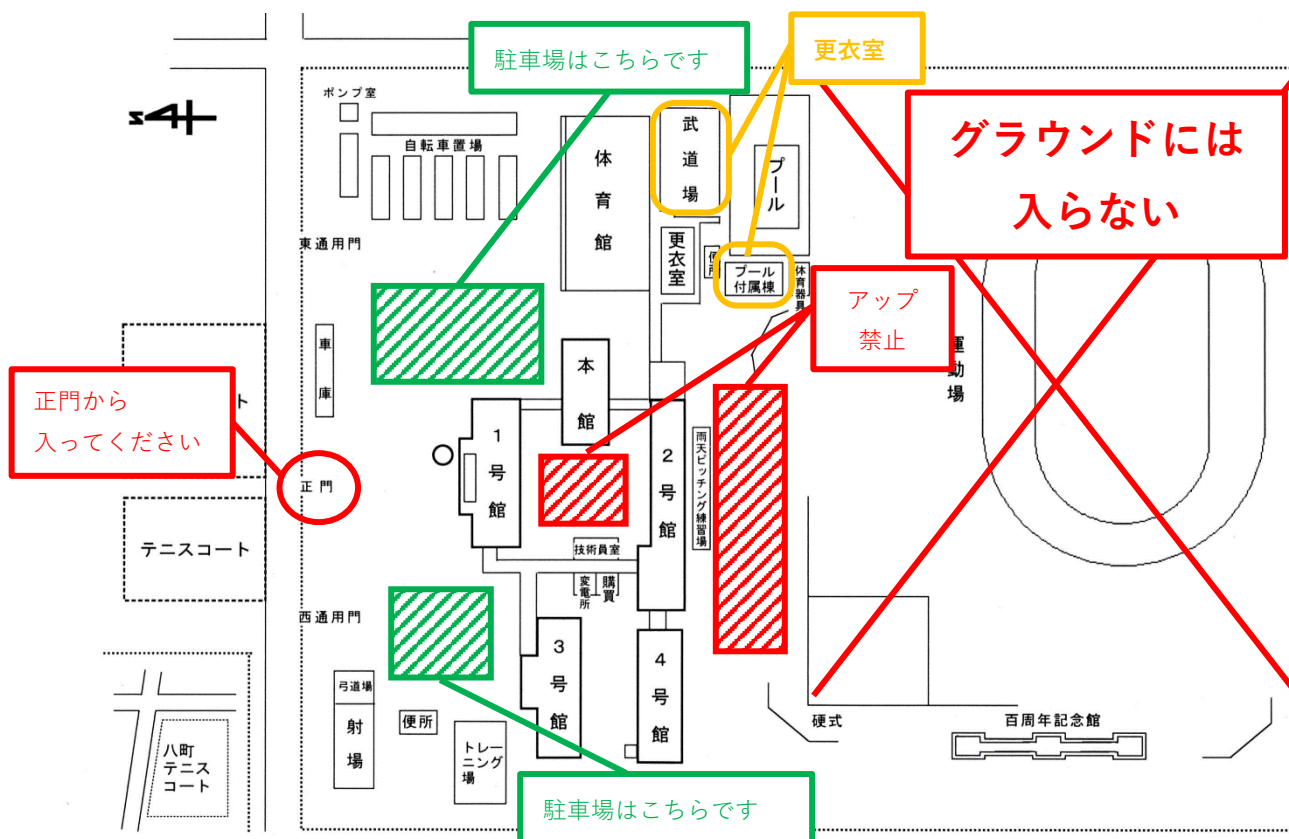 駐車場はこちらです
更衣室
グラウンドには
入らない
ポンプ室
自転車置場
体育館
武道場
プール
東通用門
更衣室
便所
プール
付属棟
体育器具
アップ
禁止
運動場
車庫
本館
正門から
入ってください
ト
1号館
2号館
雨天ピッチング練習場
正門
テニスコート
技術員室
変電所
購買
西通用門
3号館
4号館
弓道場
射場
便所
トレー
ニング
場
硬式
百周年記念館
八町
テニス
コート
駐車場はこちらです